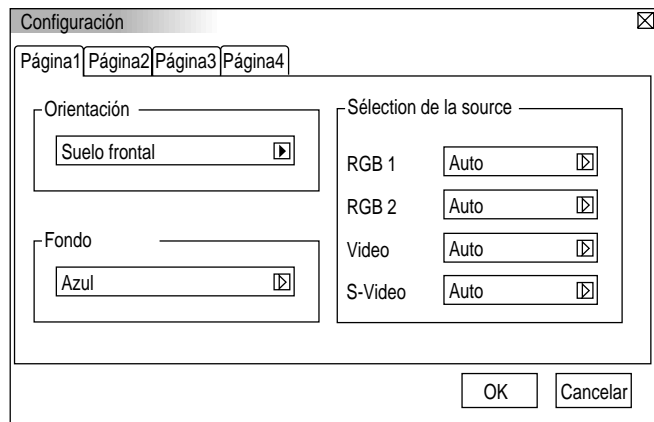 Configuración
Página1 Página2 Página3 Página4
Orientación
Suelo frontal
Fondo
Azul
Sélection de la source
RGB 1 Auto
RGB 2 Auto
Video Auto
S-Video Auto
OK Cancelar